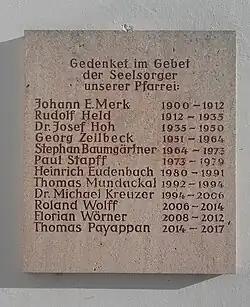 Gedenket im Gebet
der Seelsorger
unserer Pfarrei:
Johann E. Merk 1900 - 1912
Rudolf Held 1912 - 1935
Dr. Josef Hoh 1935 - 1950
Georg Zellbeck 1951 - 1964
Stephan Baumgärtner 1964 - 1973
Paul Stapff 1973 - 1979
Heinrich Eudenbach 1980 - 1991
Thomas Mundackal 1992 - 1994
Dr. Michael Kreuzer 1994 - 2006
Roland Wolff 2006 - 2014
Florian Wörner 2008 - 2012
Thomas Payappan 2014 - 2017